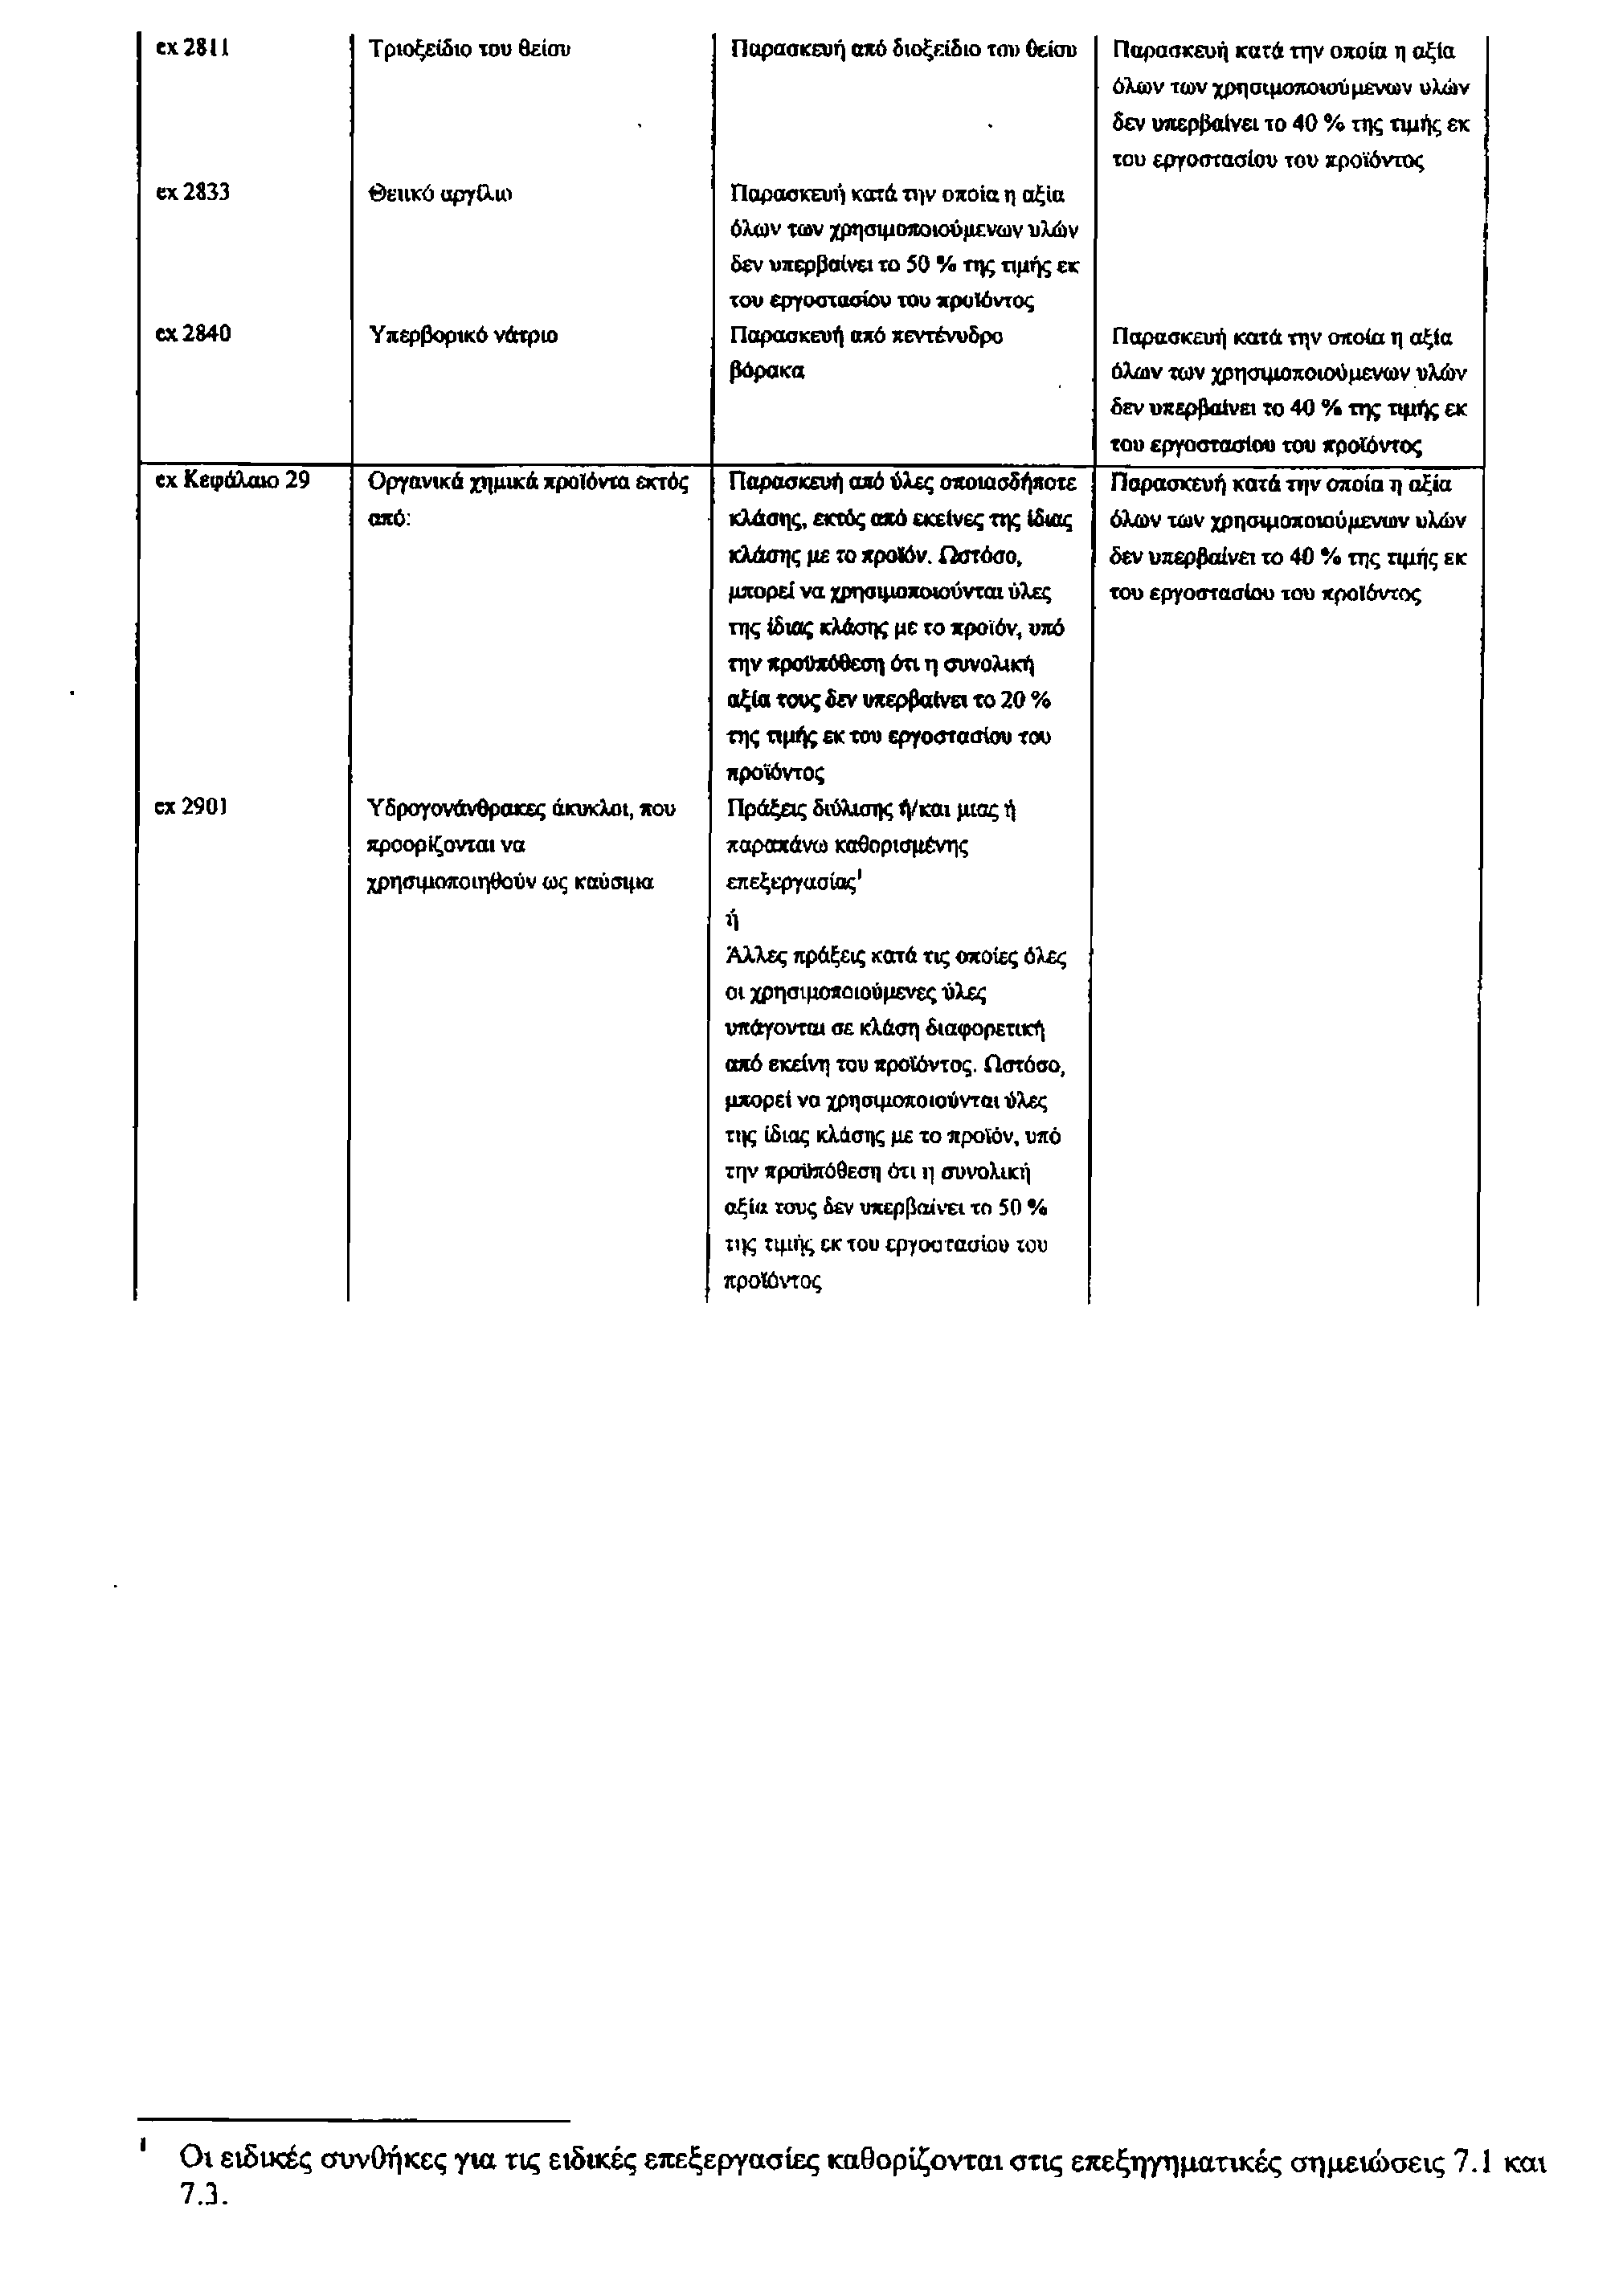 ex 2811
Τριοξείδιο του θείου
Παρασκευή από διοξείδιο του θείου
Παρασκευή κατά την οποία η αξία
όλων των χρησιμοποιούμενων υλών
δεν υπερβαίνει το 40 % της τιμής εκ
του εργοστασίου του προϊόντος
ex 2833
Θειικό αργίλιο
Παρασκευή κατά την οποία η αξία
όλων των χρησιμοποιούμενων υλών
δεν υπερβαίνει το 50 % της τιμής εκ
του εργοστασίου του προϊόντος
ex 2840
Υπερβορικό νάτριο
Παρασκευή από πεντένυδρο
βόρακα
Παρασκευή κατά την οποία η αξία
όλων των χρησιμοποιούμενων υλών
δεν υπερβαίνει το 40 % της τιμής εκ
του εργοστασίου του προϊόντος
ex Κεφάλαιο 29
Οργανικά χημικά προϊόντα εκτός
από:
Παρασκευή από ύλες οποιασδήποτε
κλάσης, εκτός από εκείνες της ίδιας
κλάσης με το προϊόν. Ωστόσο,
μπορεί να χρησιμοποιούνται ύλες
της ίδιας κλάσης με το προϊόν, υπό
την προϋπόθεση ότι η συνολική
αξία τους δεν υπερβαίνει το 20 %
της τιμής εκ του εργοστασίου του
προϊόντος
Παρασκευή κατά την οποία η αξία
όλων των χρησιμοποιούμενων υλών
δεν υπερβαίνει το 40 % της τιμής εκ
του εργοστασίου του προϊόντος
ex 2901
Υδρογονάνθρακες άκυκλοι, που
προορίζονται να
χρησιμοποιηθούν ως καύσιμα
Πράξεις διύλισης ή/και μιας ή
παραπάνω καθορισμένης
επεξεργασίας¹
ή
Άλλες πράξεις κατά τις οποίες όλες
οι χρησιμοποιούμενες ύλες
υπάγονται σε κλάση διαφορετική
από εκείνη του προϊόντος. Ωστόσο,
μπορεί να χρησιμοποιούνται ύλες
της ίδιας κλάσης με το προϊόν, υπό
την προϋπόθεση ότι η συνολική
αξία τους δεν υπερβαίνει το 50 %
της τιμής εκ του εργοστασίου του
προϊόντος
¹ Οι ειδικές συνθήκες για τις ειδικές επεξεργασίες καθορίζονται στις επεξηγηματικές σημειώσεις 7.1 και
7.3.